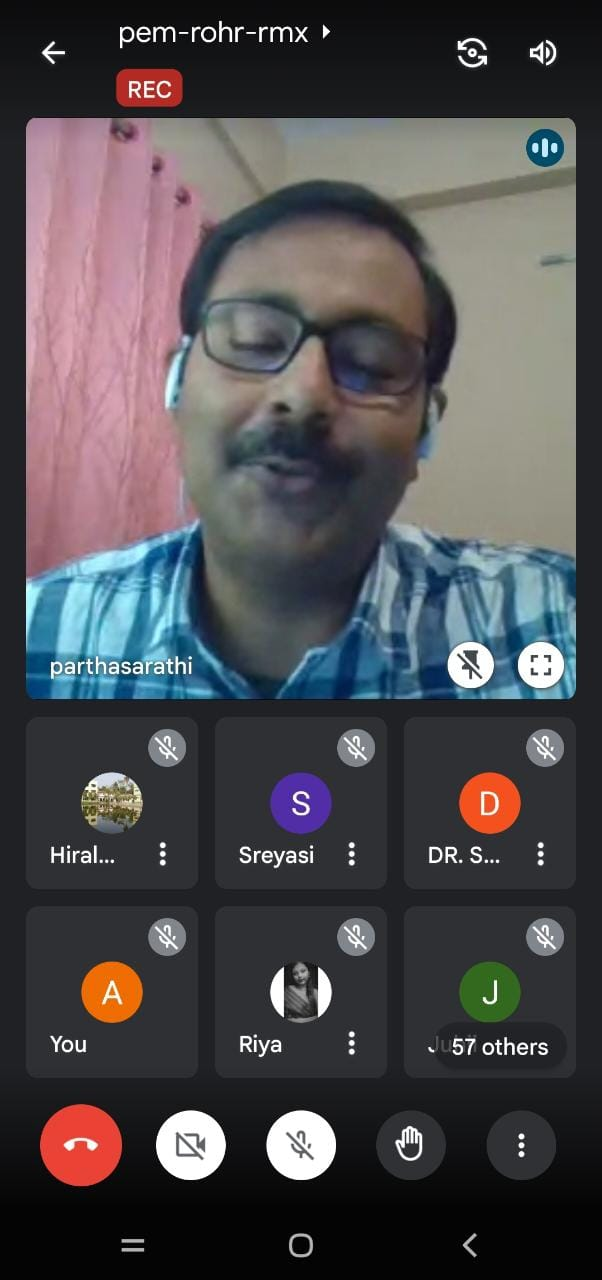 pem-rohr-rmx
REC
parthasarathi
Hiral...
S
Sreyasi
D
DR. S...
A
You
Riya
J
57 others